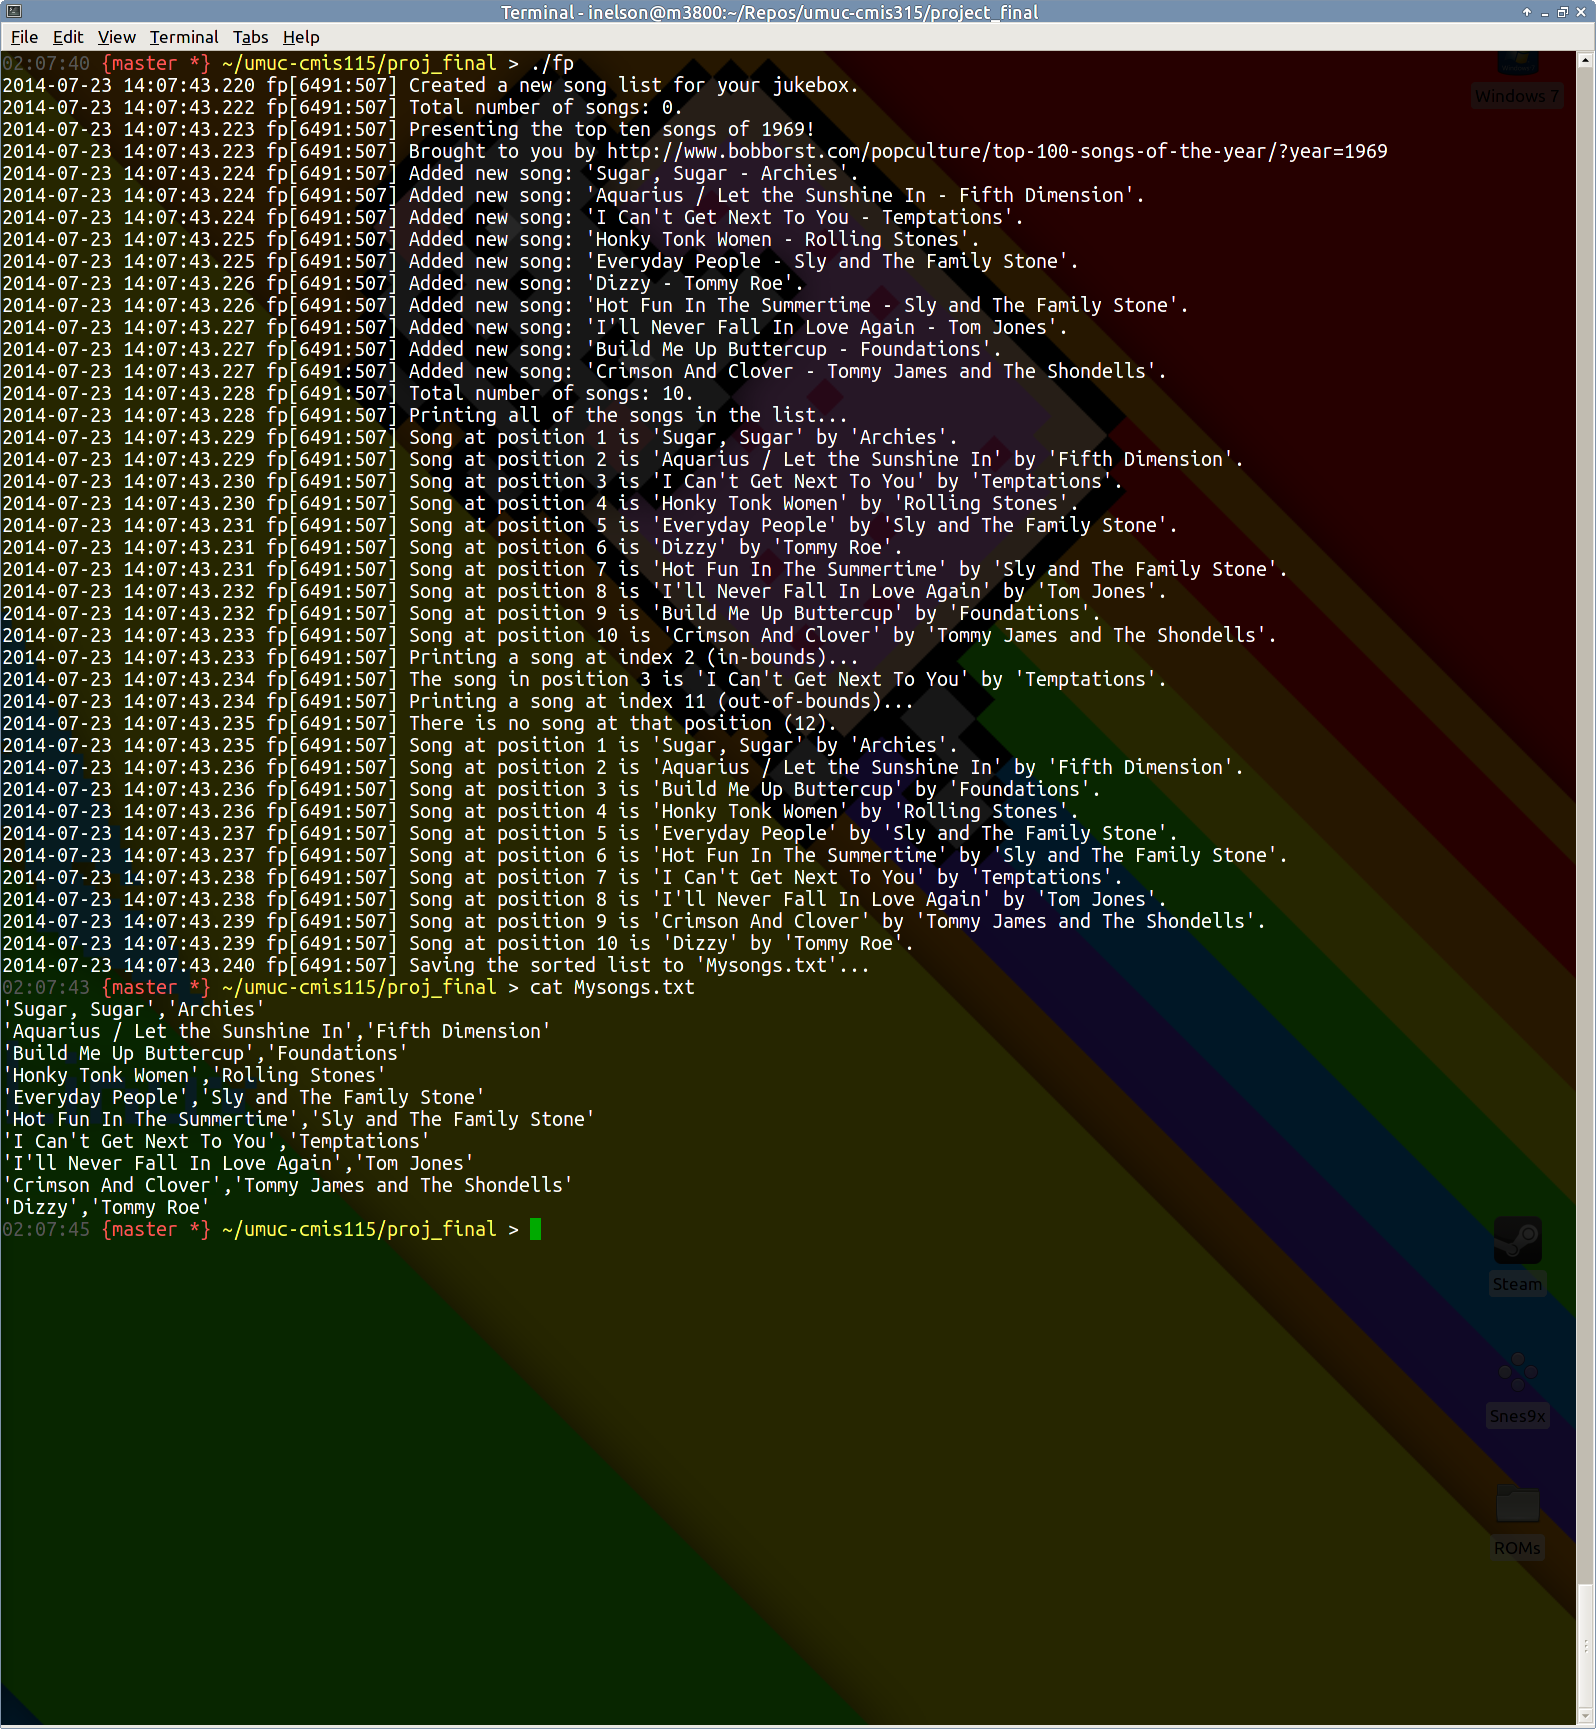 Terminal - inelson@m3800:~/Repos/umuc-cmis315/project_final
File Edit View Terminal Tabs Help
02:07:40 {master *} ~/umuc-cmis115/proj_final > ./fp
2014-07-23 14:07:43.220 fp[6491:507] Created a new song list for your jukebox.
2014-07-23 14:07:43.222 fp[6491:507] Total number of songs: 0.
2014-07-23 14:07:43.223 fp[6491:507] Presenting the top ten songs of 1969!
2014-07-23 14:07:43.223 fp[6491:507] Brought to you by http://www.bobborst.com/popculture/top-100-songs-of-the-year/?year=1969
2014-07-23 14:07:43.224 fp[6491:507] Added new song: 'Sugar, Sugar - Archies'.
2014-07-23 14:07:43.224 fp[6491:507] Added new song: 'Aquarius / Let the Sunshine In - Fifth Dimension'.
2014-07-23 14:07:43.224 fp[6491:507] Added new song: 'I Can't Get Next To You - Temptations'.
2014-07-23 14:07:43.225 fp[6491:507] Added new song: 'Honky Tonk Women - Rolling Stones'.
2014-07-23 14:07:43.225 fp[6491:507] Added new song: 'Everyday People - Sly and The Family Stone'.
2014-07-23 14:07:43.226 fp[6491:507] Added new song: 'Dizzy - Tommy Roe'.
2014-07-23 14:07:43.226 fp[6491:507] Added new song: 'Hot Fun In The Summertime - Sly and The Family Stone'.
2014-07-23 14:07:43.227 fp[6491:507] Added new song: 'I'll Never Fall In Love Again - Tom Jones'.
2014-07-23 14:07:43.227 fp[6491:507] Added new song: 'Build Me Up Buttercup - Foundations'.
2014-07-23 14:07:43.227 fp[6491:507] Added new song: 'Crimson And Clover - Tommy James and The Shondells'.
2014-07-23 14:07:43.228 fp[6491:507] Total number of songs: 10.
2014-07-23 14:07:43.228 fp[6491:507] Printing all of the songs in the list...
2014-07-23 14:07:43.229 fp[6491:507] Song at position 1 is 'Sugar, Sugar' by 'Archies'.
2014-07-23 14:07:43.229 fp[6491:507] Song at position 2 is 'Aquarius / Let the Sunshine In' by 'Fifth Dimension'.
2014-07-23 14:07:43.230 fp[6491:507] Song at position 3 is 'I Can't Get Next To You' by 'Temptations'.
2014-07-23 14:07:43.230 fp[6491:507] Song at position 4 is 'Honky Tonk Women' by 'Rolling Stones'.
2014-07-23 14:07:43.231 fp[6491:507] Song at position 5 is 'Everyday People' by 'Sly and The Family Stone'.
2014-07-23 14:07:43.231 fp[6491:507] Song at position 6 is 'Dizzy' by 'Tommy Roe'.
2014-07-23 14:07:43.231 fp[6491:507] Song at position 7 is 'Hot Fun In The Summertime' by 'Sly and The Family Stone'.
2014-07-23 14:07:43.232 fp[6491:507] Song at position 8 is 'I'll Never Fall In Love Again' by 'Tom Jones'.
2014-07-23 14:07:43.232 fp[6491:507] Song at position 9 is 'Build Me Up Buttercup' by 'Foundations'.
2014-07-23 14:07:43.233 fp[6491:507] Song at position 10 is 'Crimson And Clover' by 'Tommy James and The Shondells'.
2014-07-23 14:07:43.233 fp[6491:507] Printing a song at index 2 (in-bounds)...
2014-07-23 14:07:43.234 fp[6491:507] The song in position 3 is 'I Can't Get Next To You' by 'Temptations'.
2014-07-23 14:07:43.234 fp[6491:507] Printing a song at index 11 (out-of-bounds)...
2014-07-23 14:07:43.235 fp[6491:507] There is no song at that position (12).
2014-07-23 14:07:43.235 fp[6491:507] Song at position 1 is 'Sugar, Sugar' by 'Archies'.
2014-07-23 14:07:43.236 fp[6491:507] Song at position 2 is 'Aquarius / Let the Sunshine In' by 'Fifth Dimension'.
2014-07-23 14:07:43.236 fp[6491:507] Song at position 3 is 'Build Me Up Buttercup' by 'Foundations'.
2014-07-23 14:07:43.236 fp[6491:507] Song at position 4 is 'Honky Tonk Women' by 'Rolling Stones'.
2014-07-23 14:07:43.237 fp[6491:507] Song at position 5 is 'Everyday People' by 'Sly and The Family Stone'.
2014-07-23 14:07:43.237 fp[6491:507] Song at position 6 is 'Hot Fun In The Summertime' by 'Sly and The Family Stone'.
2014-07-23 14:07:43.238 fp[6491:507] Song at position 7 is 'I Can't Get Next To You' by 'Temptations'.
2014-07-23 14:07:43.238 fp[6491:507] Song at position 8 is 'I'll Never Fall In Love Again' by 'Tom Jones'.
2014-07-23 14:07:43.239 fp[6491:507] Song at position 9 is 'Crimson And Clover' by 'Tommy James and The Shondells'.
2014-07-23 14:07:43.239 fp[6491:507] Song at position 10 is 'Dizzy' by 'Tommy Roe'.
2014-07-23 14:07:43.240 fp[6491:507] Saving the sorted list to 'Mysongs.txt'...
02:07:43 {master *} ~/umuc-cmis115/proj_final > cat Mysongs.txt
'Sugar, Sugar','Archies'
'Aquarius / Let the Sunshine In','Fifth Dimension'
'Build Me Up Buttercup','Foundations'
'Honky Tonk Women','Rolling Stones'
'Everyday People','Sly and The Family Stone'
'Hot Fun In The Summertime','Sly and The Family Stone'
'I Can't Get Next To You','Temptations'
'I'll Never Fall In Love Again','Tom Jones'
'Crimson And Clover','Tommy James and The Shondells'
'Dizzy','Tommy Roe'
02:07:45 {master *} ~/umuc-cmis115/proj_final >
Windows 7
Steam
Snes9x
ROMs